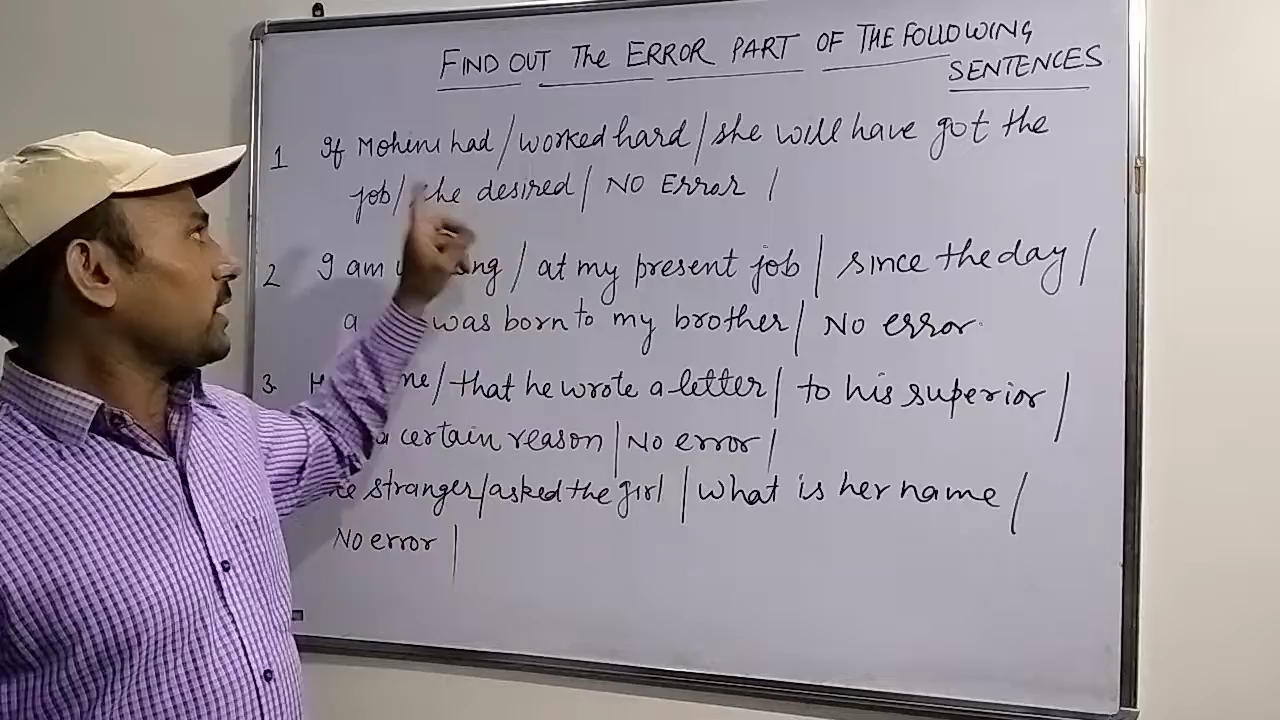 FIND OUT The ERROR PART OF THE FOLLOWING
SENTENCES
1 If Mohini had / worked hard / she will have got the
job / she desired / NO Error /
2 I am / at my present job / since the day /
a was born to my brother / No error.
3. / that he wrote a letter / to his superior /
a certain reason / No error /
stranger / asked the girl / what is her name /
No error /